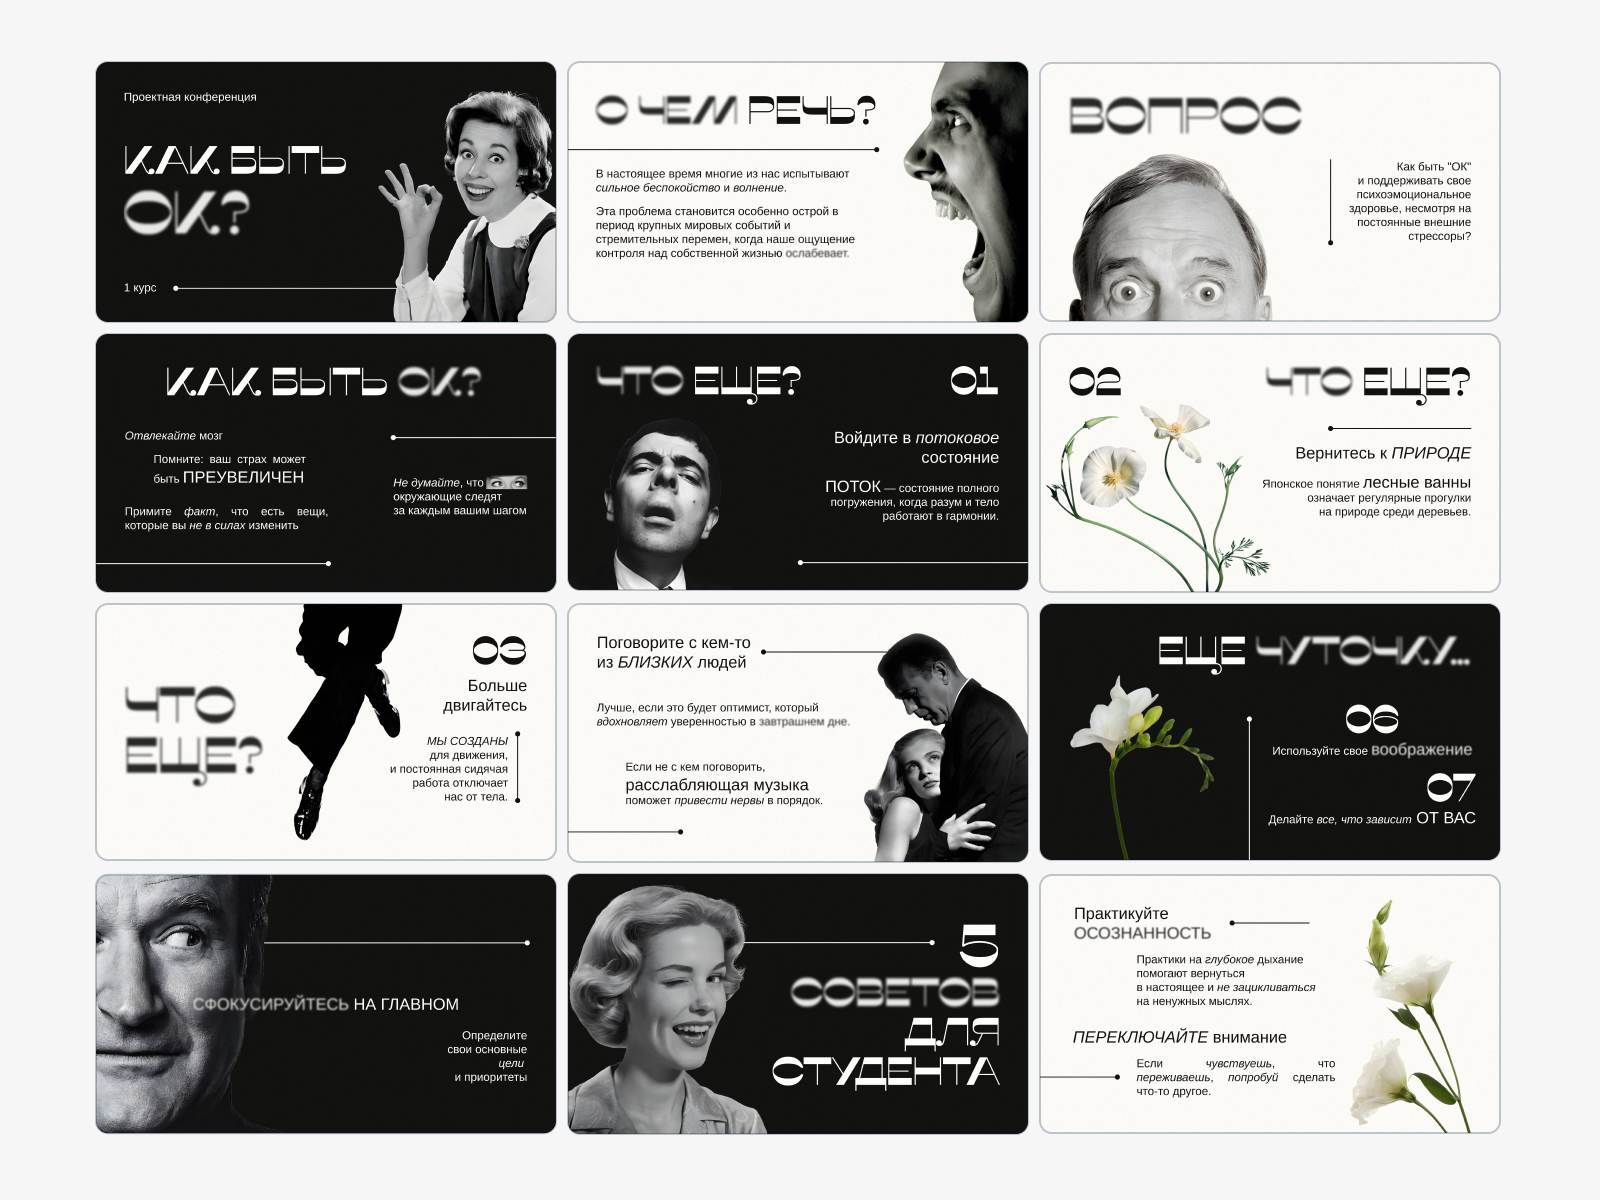 Проектная конференция
КАК БЫТЬ
ОК?
1 курс
О ЧЕМ РЕЧЬ?
В настоящее время многие из нас испытывают
сильное беспокойство и волнение.
Эта проблема становится особенно острой в
период крупных мировых событий и
стремительных перемен, когда наше ощущение
контроля над собственной жизнью ослабевает.
ВОПРОС
Как быть "ОК"
и поддерживать свое
психоэмоциональное
здоровье, несмотря на
постоянные внешние
стрессоры?
КАК БЫТЬ ОК?
Отвлекайте мозг
Помните: ваш страх может
быть ПРЕУВЕЛИЧЕН
Примите факт, что есть вещи,
которые вы не в силах изменить
Не думайте, что
окружающие следят
за каждым вашим шагом
ЧТО ЕЩЕ?
01
Войдите в потоковое
состояние
ПОТОК — состояние полного
погружения, когда разум и тело
работают в гармонии.
02
ЧТО ЕЩЕ?
Вернитесь к ПРИРОДЕ
Японское понятие лесные ванны
означает регулярные прогулки
на природе среди деревьев.
ЧТО
ЕЩЕ?
03
Больше
двигайтесь
МЫ СОЗДАНЫ
для движения,
и постоянная сидячая
работа отключает
нас от тела.
Поговорите с кем-то
из БЛИЗКИХ людей
Лучше, если это будет оптимист, который
вдохновляет уверенностью в завтрашнем дне.
Если не с кем поговорить,
расслабляющая музыка
поможет привести нервы в порядок.
ЕЩЕ ЧУТОЧКУ...
06
Используйте свое воображение
07
Делайте все, что зависит ОТ ВАС
СФОКУСИРУЙТЕСЬ НА ГЛАВНОМ
Определите
свои основные
цели
и приоритеты
5
СОВЕТОВ
ДЛЯ
СТУДЕНТА
Практикуйте
ОСОЗНАННОСТЬ
Практики на глубокое дыхание
помогают вернуться
в настоящее и не зацикливаться
на ненужных мыслях.
ПЕРЕКЛЮЧАЙТЕ внимание
Если чувствуешь, что
переживаешь, попробуй сделать
что-то другое.